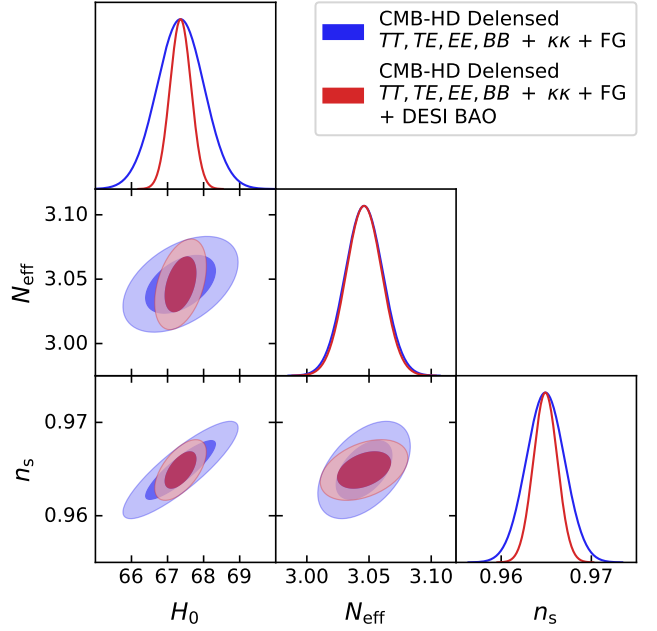 CMB-HD Delensed
TT, TE, EE, BB + κκ + FG
CMB-HD Delensed
TT, TE, EE, BB + κκ + FG
+ DESI BAO
3.10
3.05
3.00
N_eff
0.97
0.96
n_s
66 67 68 69
3.00 3.05 3.10
0.96 0.97
H_0
N_eff
n_s